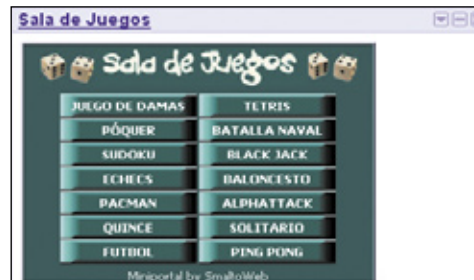 Sala de Juegos
Sala de Juegos
JUEGO DE DAMAS TETRIS
PÓQUER BATALLA NAVAL
SUDOKU BLACK JACK
ECHECS BALONCESTO
PACMAN ALPHATTACK
QUINCE SOLITARIO
FUTBOL PING PONG
Miniportal by SmaltoWeb